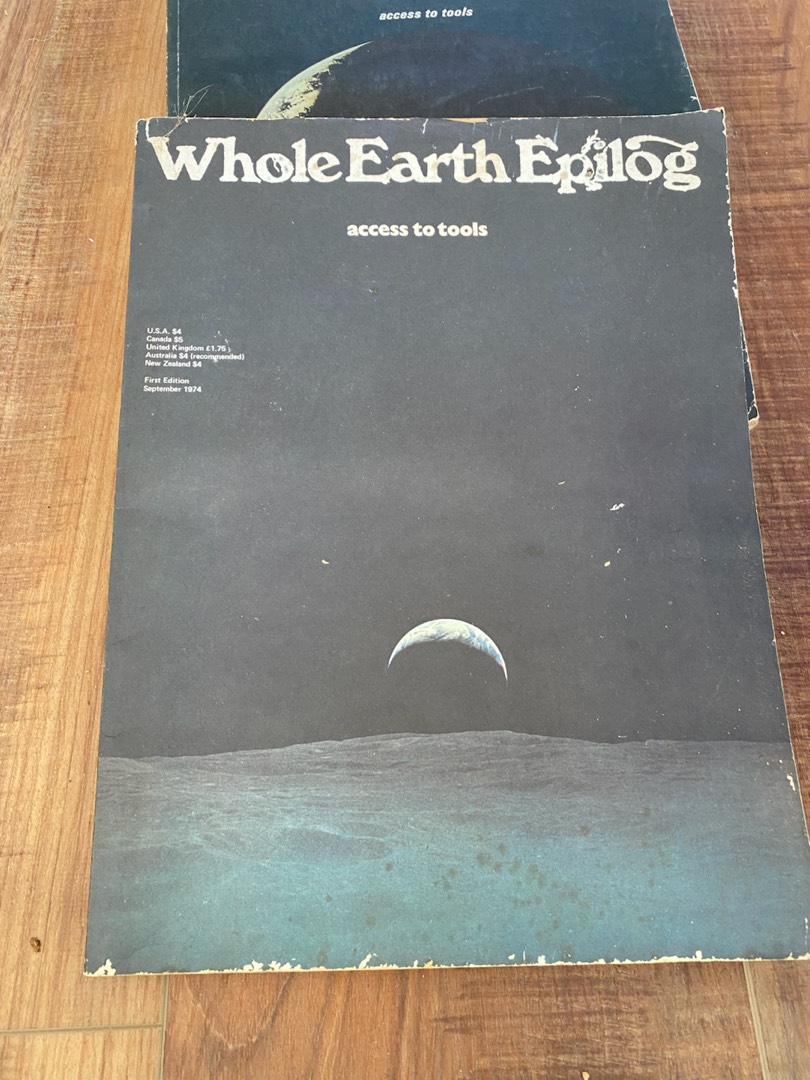 access to tools
Whole Earth Epilog
access to tools
U.S.A. $4
Canada $5
United Kingdom £1.75
Australia $4 (recommended)
New Zealand $4
First Edition
September 1974